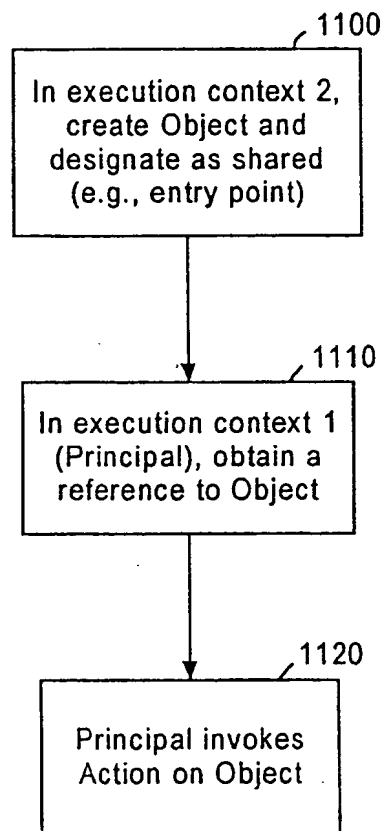 1100
In execution context 2,
create Object and
designate as shared
(e.g., entry point)
1110
In execution context 1
(Principal), obtain a
reference to Object
1120
Principal invokes
Action on Object